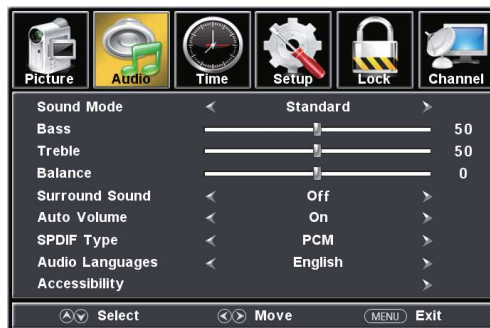 Picture Audio Time Setup Lock Channel
Sound Mode Standard
Bass 50
Treble 50
Balance 0
Surround Sound Off
Auto Volume On
SPDIF Type PCM
Audio Languages English
Accessibility
Select Move MENU Exit